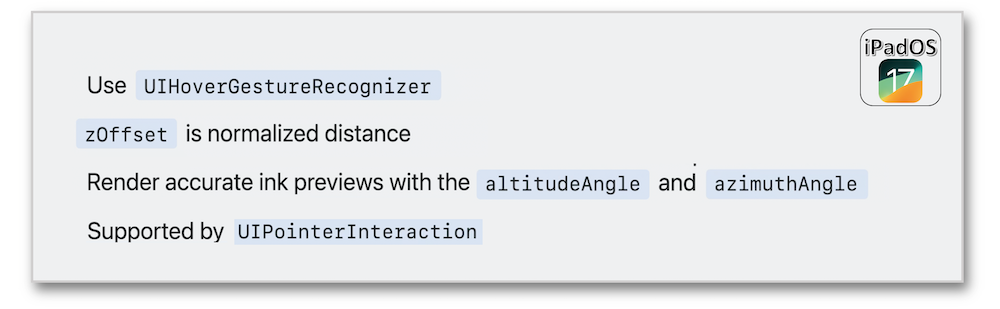 iPadOS
17
Use UIHoverGestureRecognizer
zOffset is normalized distance
Render accurate ink previews with the altitudeAngle and azimuthAngle
Supported by UIPointerInteraction